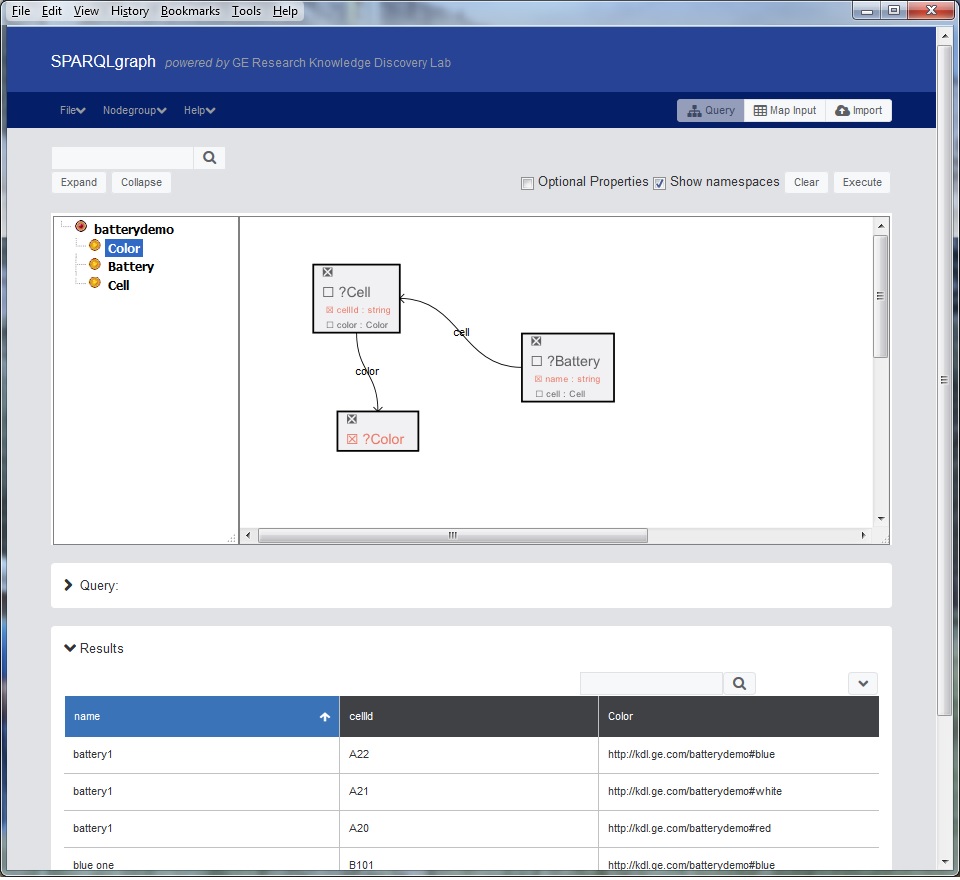 File Edit View History Bookmarks Tools Help
SPARQLgraph powered by GE Research Knowledge Discovery Lab
File Nodegroup Help Query Map Input Import
Expand Collapse Optional Properties Show namespaces Clear Execute
batterydemo
Color
Battery
Cell
?Cell
cellId : string
color : Color
cell
?Battery
name : string
cell : Cell
color
?Color
Query:
Results
name cellId Color
battery1 A22 http://kdl.ge.com/batterydemo#blue
battery1 A21 http://kdl.ge.com/batterydemo#white
battery1 A20 http://kdl.ge.com/batterydemo#red
blue one B101 http://kdl.ge.com/batterydemo#blue